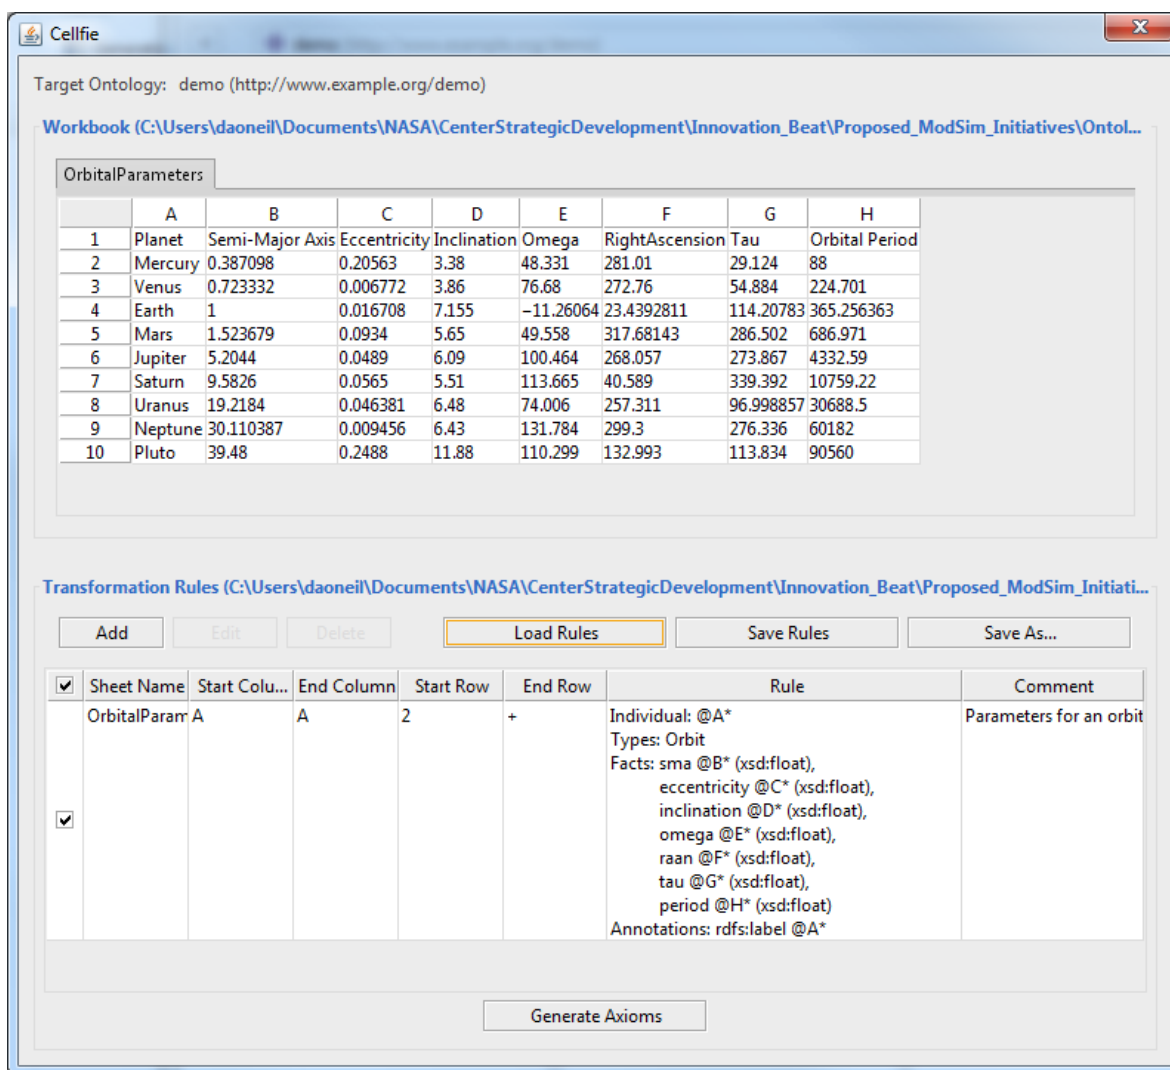 Cellfie
Target Ontology: demo (http://www.example.org/demo)
Workbook (C:\Users\daoneil\Documents\NASA\CenterStrategicDevelopment\Innovation_Beat\Proposed_ModSim_Initiatives\Ontol...
OrbitalParameters
A B C D E F G H
1 Planet Semi-Major Axis Eccentricity Inclination Omega RightAscension Tau Orbital Period
2 Mercury 0.387098 0.20563 3.38 48.331 281.01 29.124 88
3 Venus 0.723332 0.006772 3.86 76.68 272.76 54.884 224.701
4 Earth 1 0.016708 7.155 −11.26064 23.4392811 114.20783 365.256363
5 Mars 1.523679 0.0934 5.65 49.558 317.68143 286.502 686.971
6 Jupiter 5.2044 0.0489 6.09 100.464 268.057 273.867 4332.59
7 Saturn 9.5826 0.0565 5.51 113.665 40.589 339.392 10759.22
8 Uranus 19.2184 0.046381 6.48 74.006 257.311 96.998857 30688.5
9 Neptune 30.110387 0.009456 6.43 131.784 299.3 276.336 60182
10 Pluto 39.48 0.2488 11.88 110.299 132.993 113.834 90560
Transformation Rules (C:\Users\daoneil\Documents\NASA\CenterStrategicDevelopment\Innovation_Beat\Proposed_ModSim_Initiati...
Add Edit Delete Load Rules Save Rules Save As...
Sheet Name Start Colu... End Column Start Row End Row Rule Comment
OrbitalParam A A 2 + Individual: @A* Parameters for an orbit
Types: Orbit
Facts: sma @B* (xsd:float),
eccentricity @C* (xsd:float),
inclination @D* (xsd:float),
omega @E* (xsd:float),
raan @F* (xsd:float),
tau @G* (xsd:float),
period @H* (xsd:float)
Annotations: rdfs:label @A*
Generate Axioms